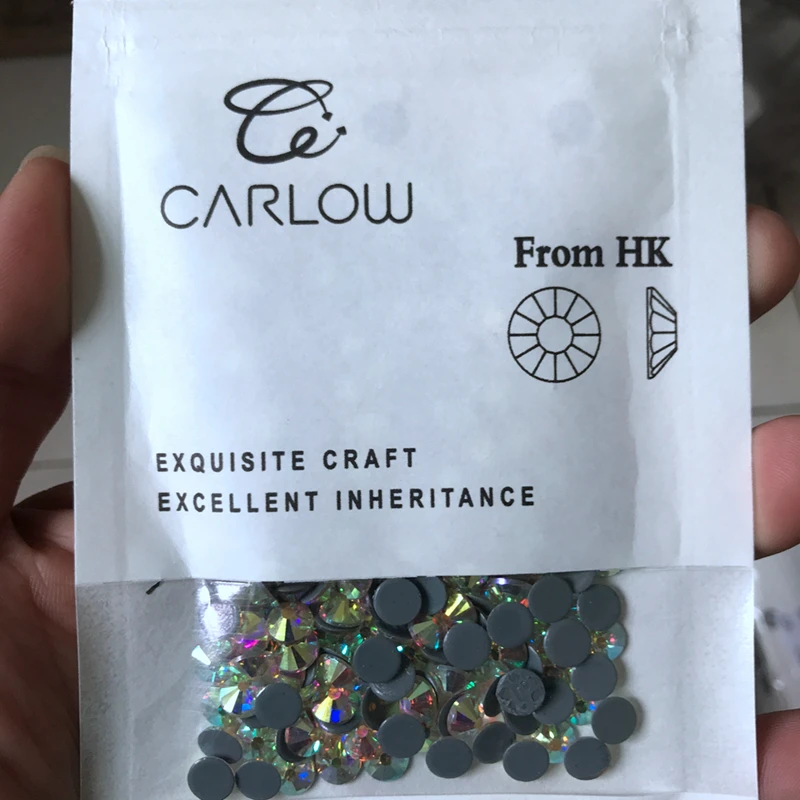 CARLOW
From HK
EXQUISITE CRAFT
EXCELLENT INHERITANCE